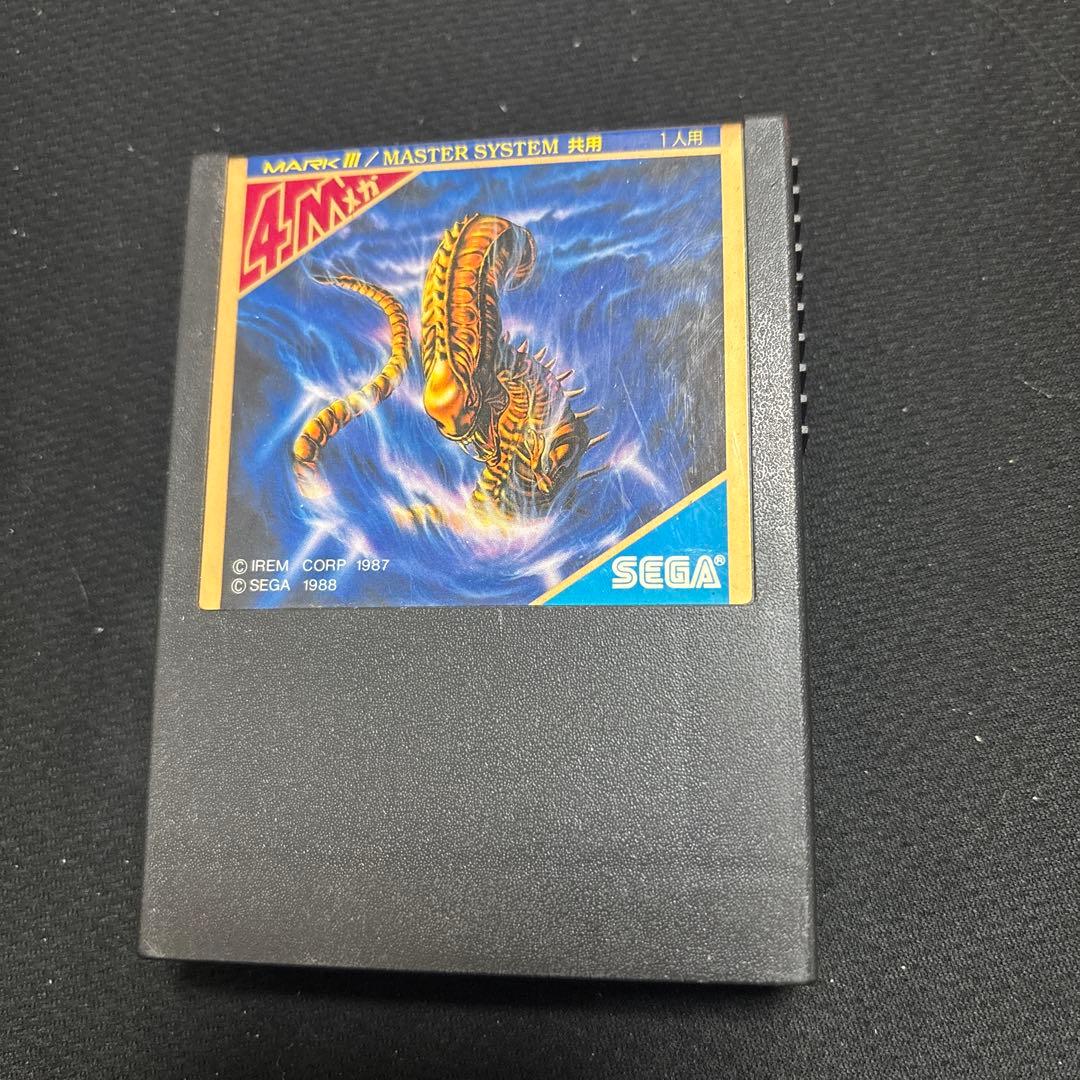 MARK III / MASTER SYSTEM 共用 1人用
4Mメガ
© IREM CORP 1987
© SEGA 1988
SEGA®